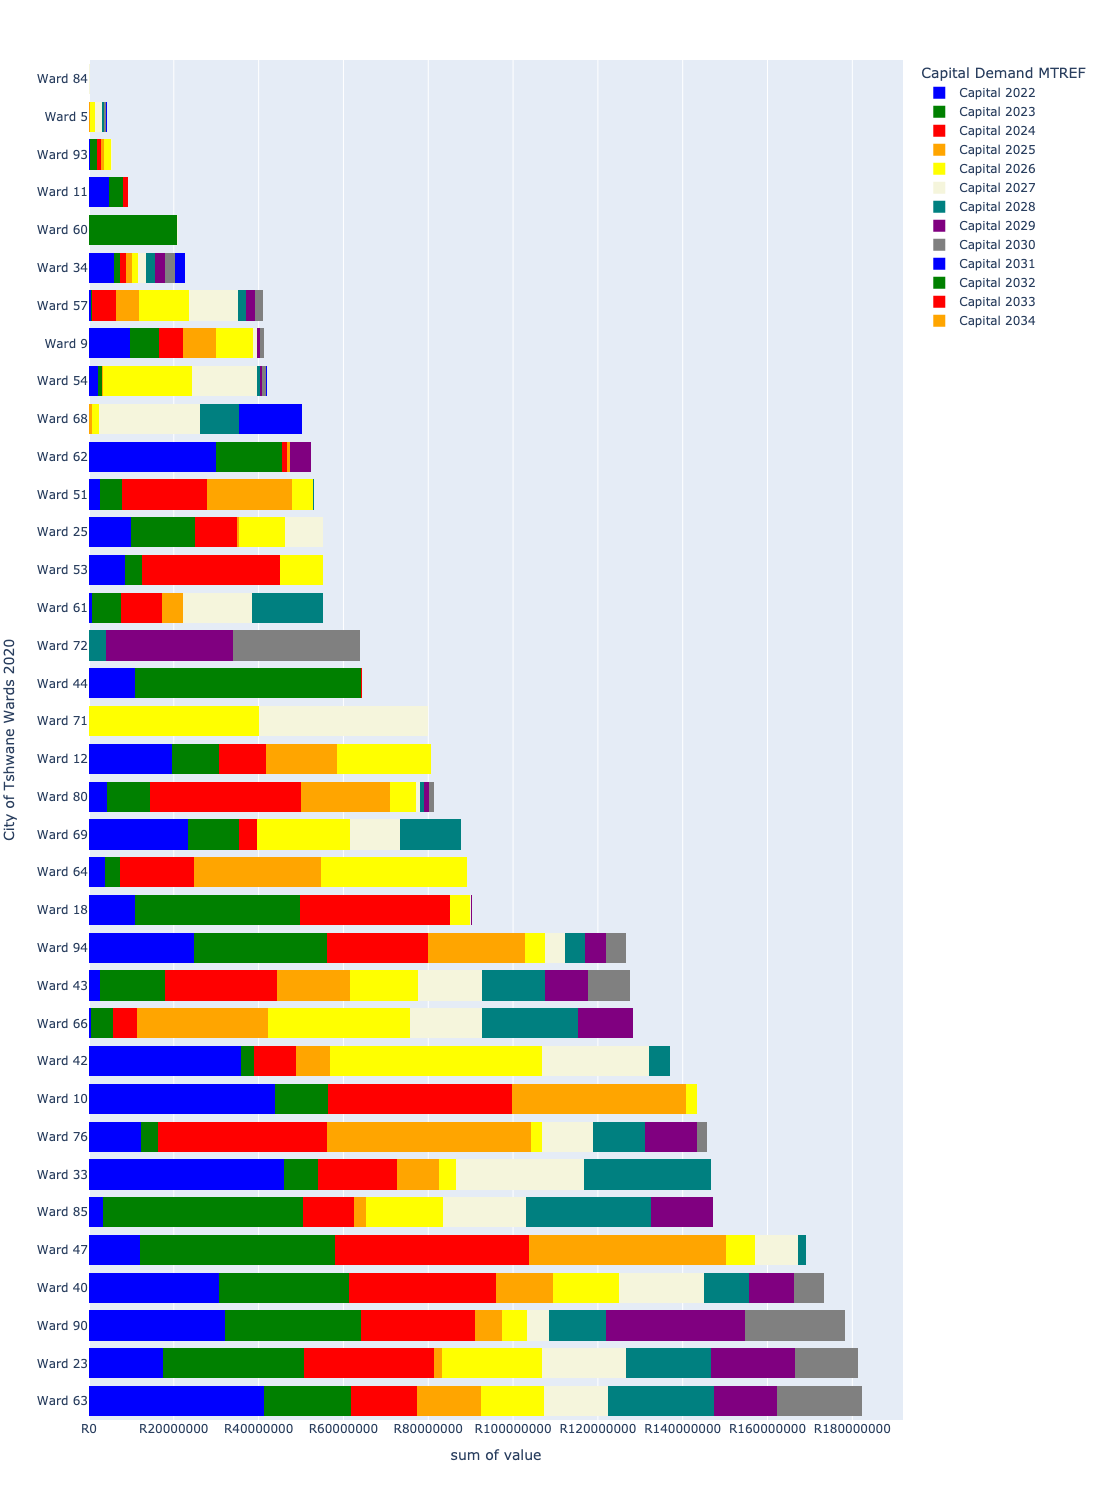 Capital Demand MTREF
Capital 2022
Capital 2023
Capital 2024
Capital 2025
Capital 2026
Capital 2027
Capital 2028
Capital 2029
Capital 2030
Capital 2031
Capital 2032
Capital 2033
Capital 2034
City of Tshwane Wards 2020
Ward 84
Ward 5
Ward 93
Ward 11
Ward 60
Ward 34
Ward 57
Ward 9
Ward 54
Ward 68
Ward 62
Ward 51
Ward 25
Ward 53
Ward 61
Ward 72
Ward 44
Ward 71
Ward 12
Ward 80
Ward 69
Ward 64
Ward 18
Ward 94
Ward 43
Ward 66
Ward 42
Ward 10
Ward 76
Ward 33
Ward 85
Ward 47
Ward 40
Ward 90
Ward 23
Ward 63
R0 R20000000 R40000000 R60000000 R80000000 R100000000 R120000000 R140000000 R160000000 R180000000
sum of value